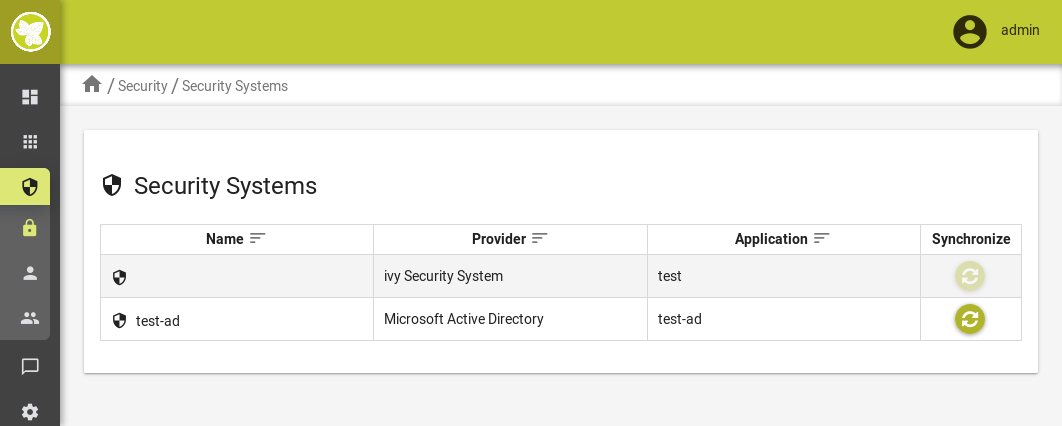 admin
/ Security / Security Systems
Security Systems
Name Provider Application Synchronize
ivy Security System test
test-ad Microsoft Active Directory test-ad